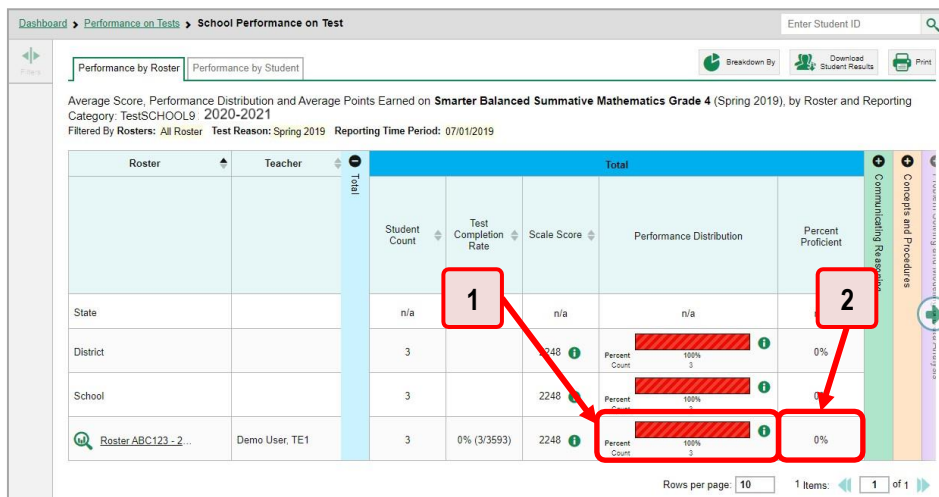 Dashboard > Performance on Tests > School Performance on Test
Enter Student ID
Filters
Performance by Roster
Performance by Student
Breakdown By
Download Student Results
Print
Average Score, Performance Distribution and Average Points Earned on Smarter Balanced Summative Mathematics Grade 4 (Spring 2019), by Roster and Reporting
Category: TestSCHOOL9 2020-2021
Filtered By Rosters: All Roster Test Reason: Spring 2019 Reporting Time Period: 07/01/2019
Roster
Teacher
Total
Total
Communicating Reasoning
Concepts and Procedures
Student Count
Test Completion Rate
Scale Score
Performance Distribution
Percent Proficient
1
2
State n/a n/a n/a
District 3 2248 Percent 100% 0%
Count 3
School 3 2248 Percent 100%
Roster ABC123 - 2... Demo User, TE1 3 0% (3/3593) 2248 Percent 100% 0%
Count 3
Rows per page: 10 1 Items: 1 of 1